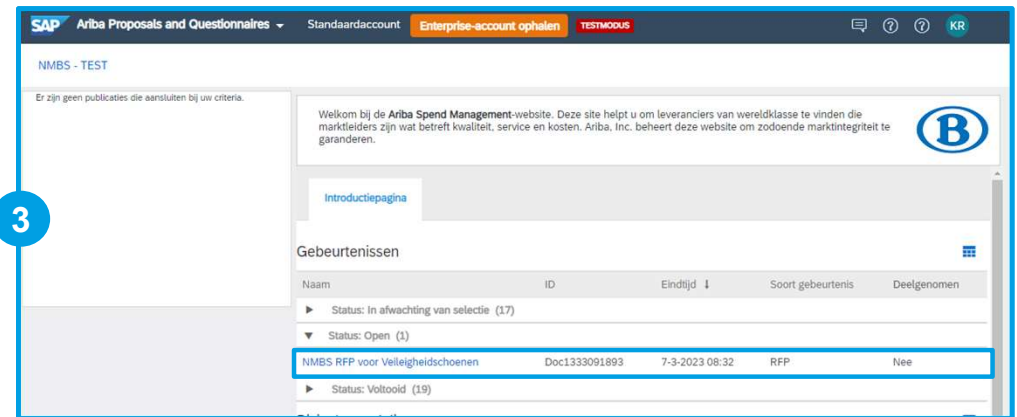 SAP Ariba Proposals and Questionnaires Standaardaccount Enterprise-account ophalen TESTMODUS KR
NMBS - TEST
Er zijn geen publicaties die aansluiten bij uw criteria.
Welkom bij de Ariba Spend Management-website. Deze site helpt u om leveranciers van wereldklasse te vinden die
marktleiders zijn wat betreft kwaliteit, service en kosten. Ariba, Inc. beheert deze website om zodoende marktintegriteit te
garanderen.
B
Introductiepagina
3
Gebeurtenissen
Naam ID Eindtijd ↓ Soort gebeurtenis Deelgenomen
Status: In afwachting van selectie (17)
Status: Open (1)
NMBS RFP voor Veileigheidschoenen Doc1333091893 7-3-2023 08:32 RFP Nee
Status: Voltooid (19)